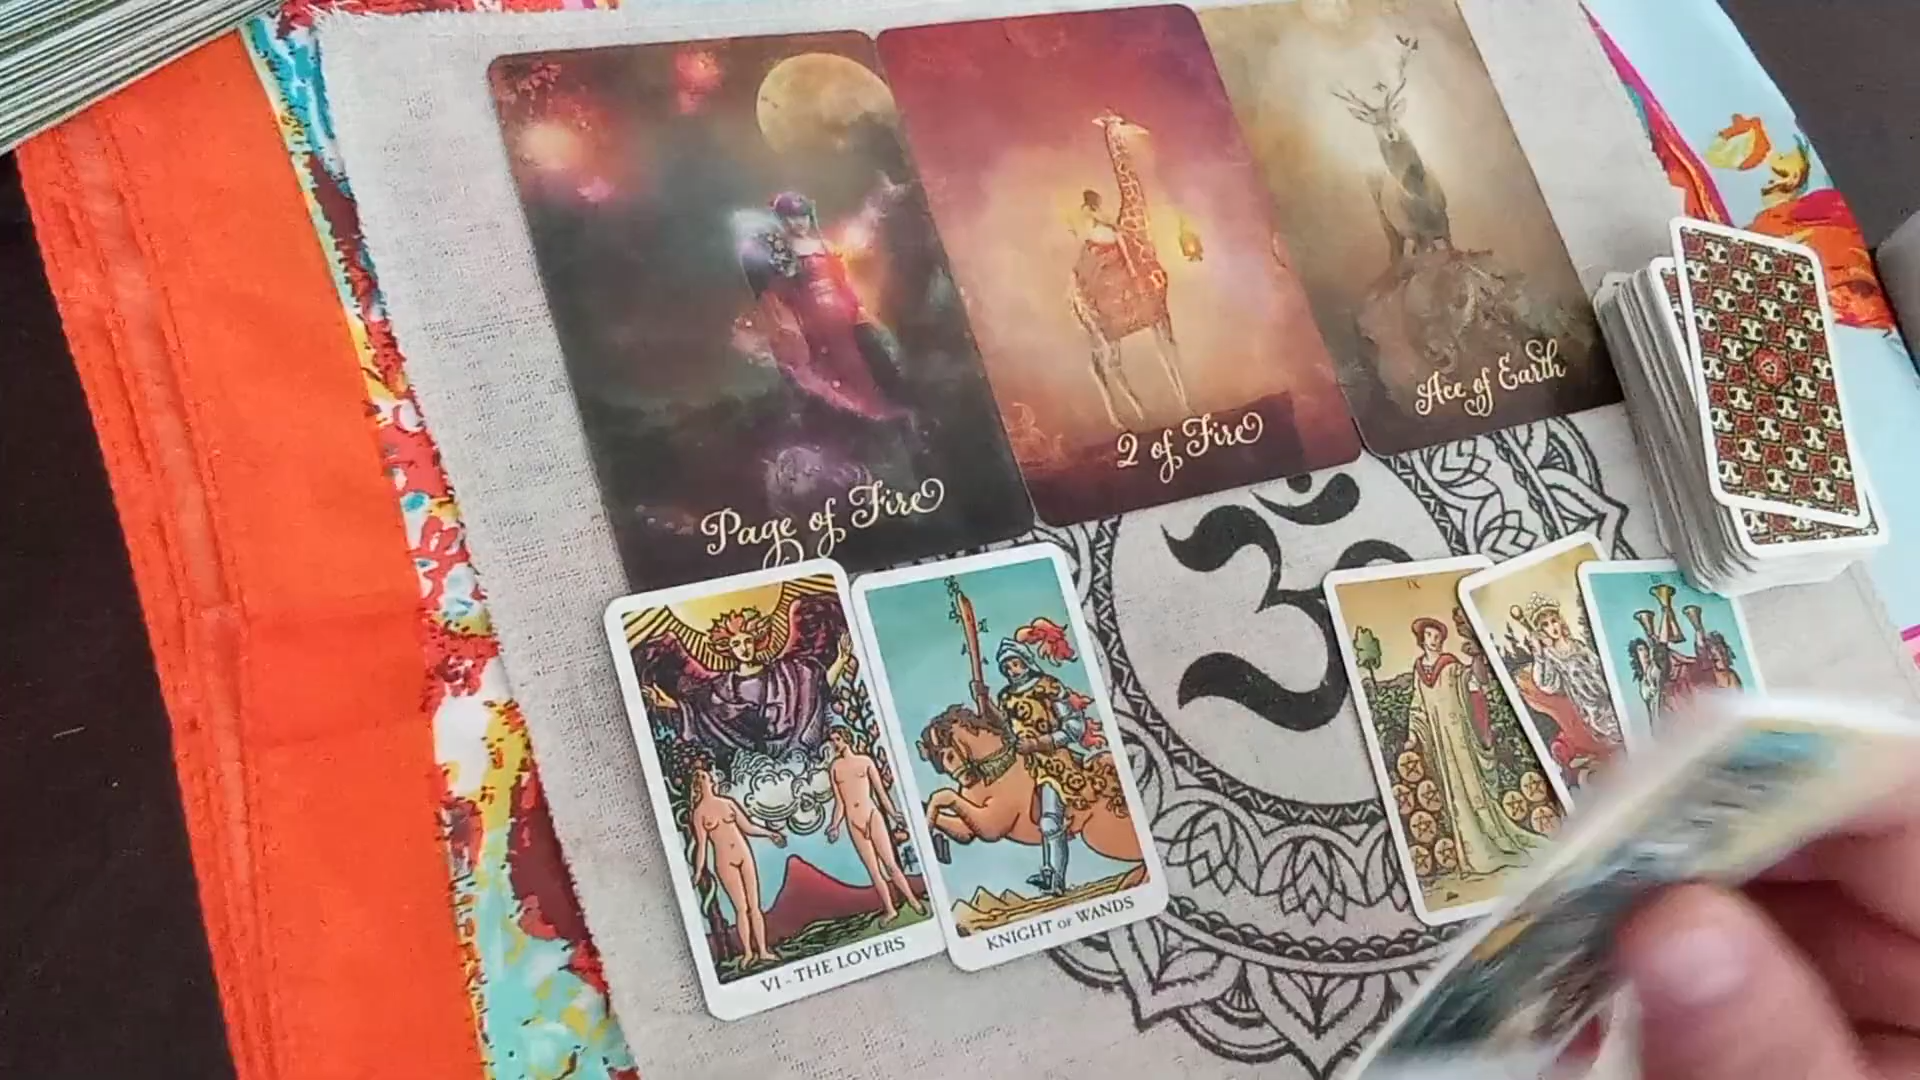 Page of Fire
2 of Fire
Ace of Earth
VI - THE LOVERS
KNIGHT OF WANDS
IX
ॐ